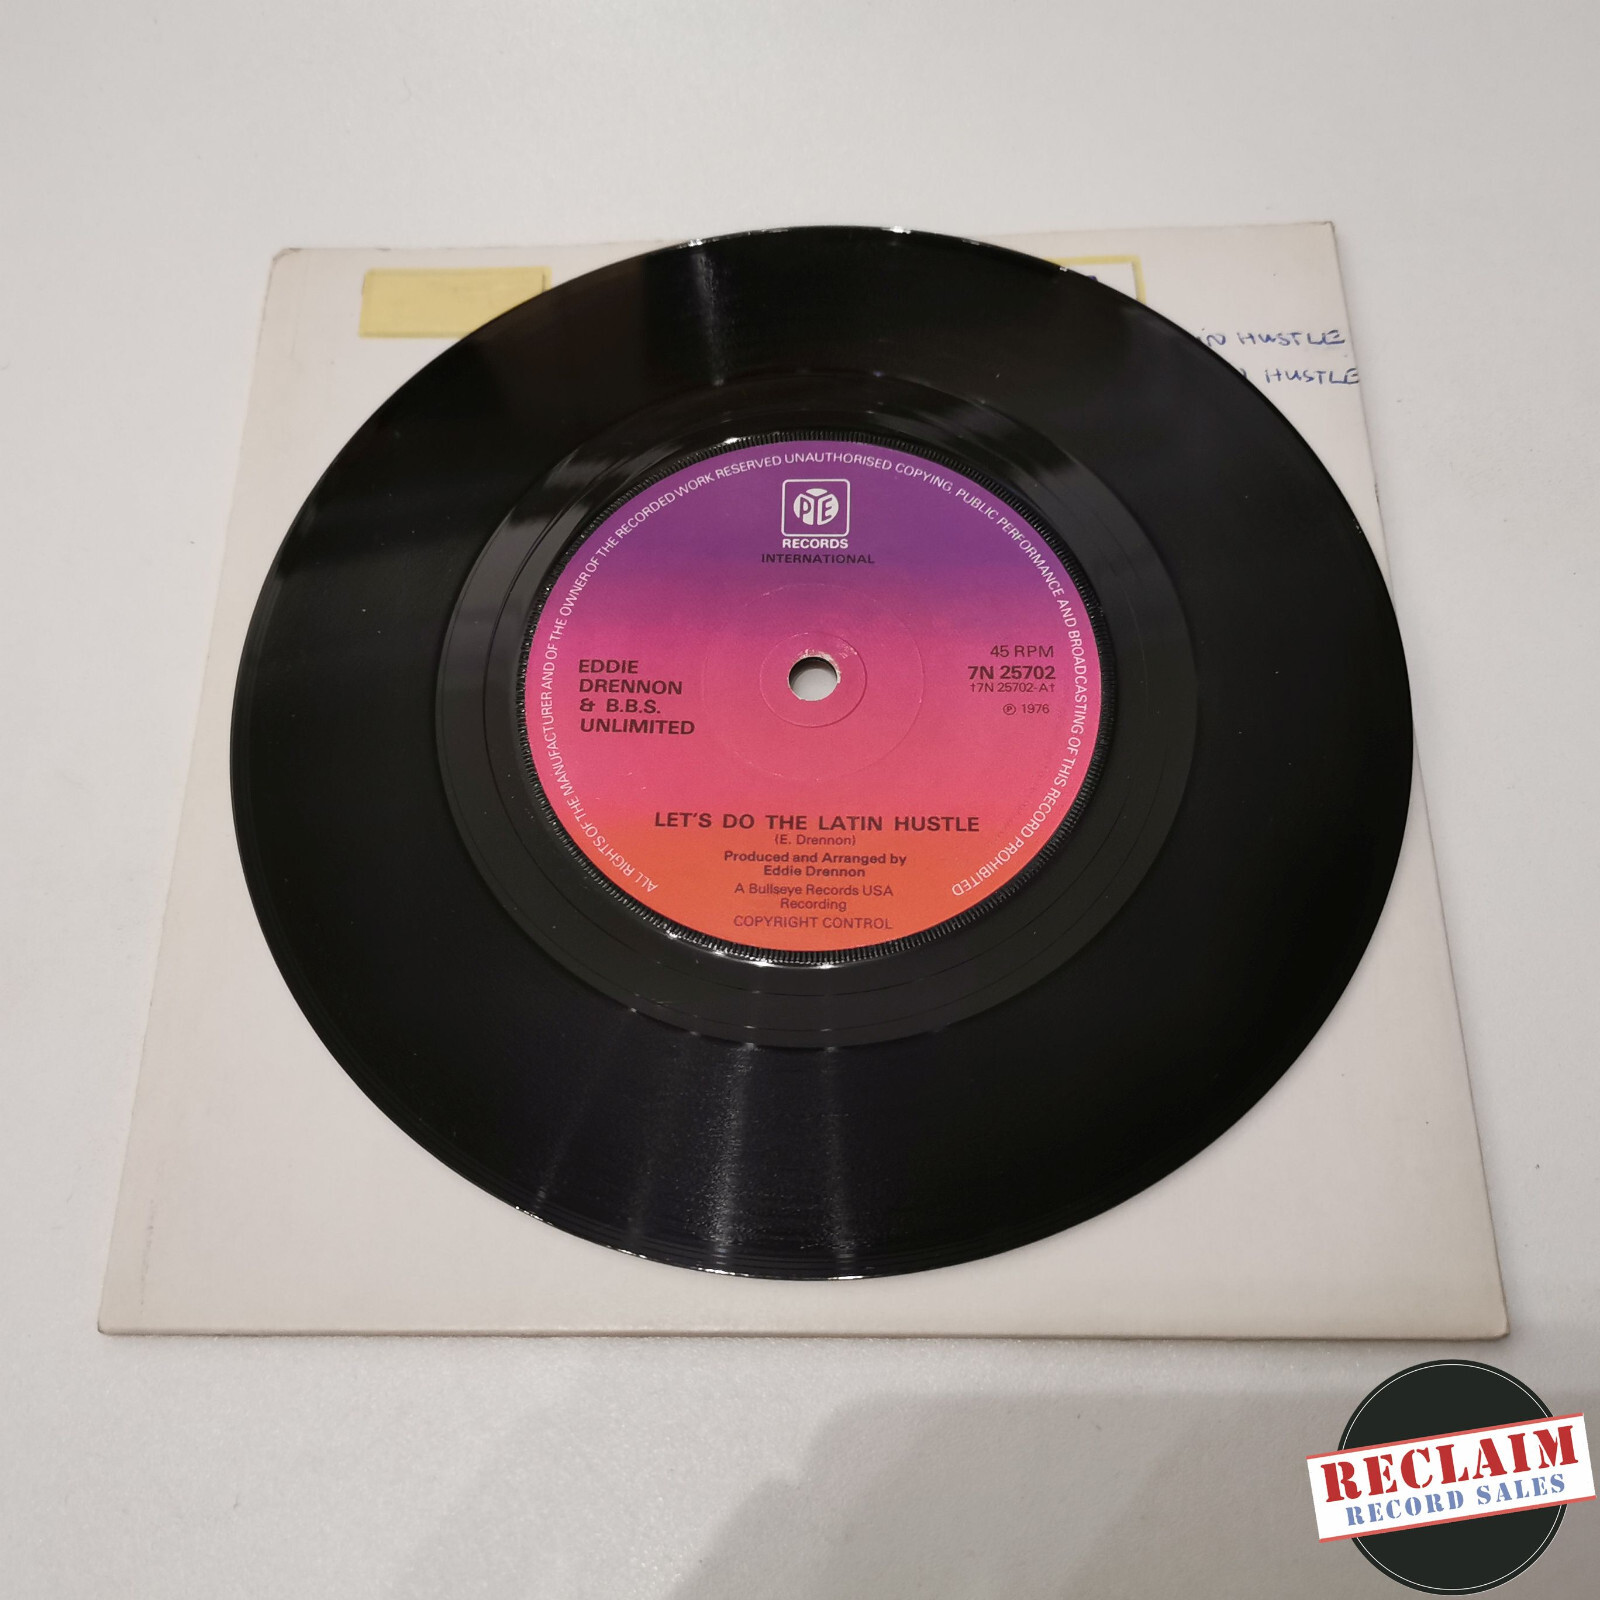 HUSTLE
HUSTLE
ALL RIGHTS OF THE MANUFACTURER AND OF THE OWNER OF THE RECORDED WORK RESERVED UNAUTHORISED COPYING, PUBLIC PERFORMANCE AND BROADCASTING OF THIS RECORD PROHIBITED
PYE
RECORDS
INTERNATIONAL
EDDIE
DRENNON
& B.B.S.
UNLIMITED
45 RPM
7N 25702
†7N 25702-A†
℗ 1976
LET'S DO THE LATIN HUSTLE
(E. Drennon)
Produced and Arranged by
Eddie Drennon
A Bullseye Records USA
Recording
COPYRIGHT CONTROL
RECLAIM
RECORD SALES